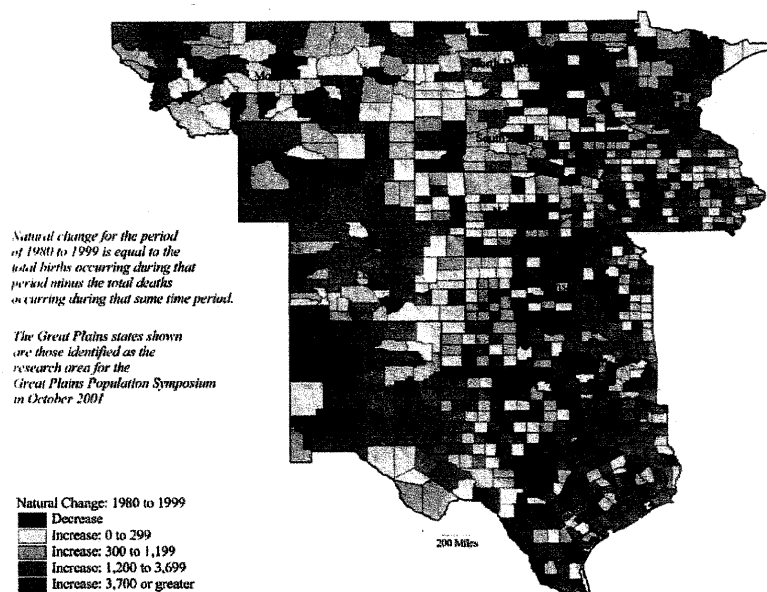 Natural change for the period
of 1980 to 1999 is equal to the
total births occurring during that
period minus the total deaths
occurring during that same time period.
The Great Plains states shown
are those identified as the
research area for the
Great Plains Population Symposium
in October 2001
Natural Change: 1980 to 1999
Decrease
Increase: 0 to 299
Increase: 300 to 1,199
Increase: 1,200 to 3,699
Increase: 3,700 or greater
200 Miles